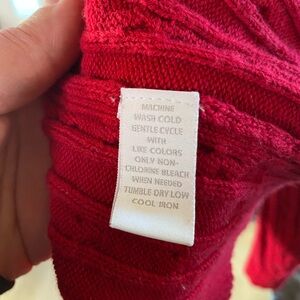 MACHINE
WASH COLD
GENTLE CYCLE
WITH
LIKE COLORS
ONLY NON-
CHLORINE BLEACH
WHEN NEEDED
TUMBLE DRY LOW
COOL IRON